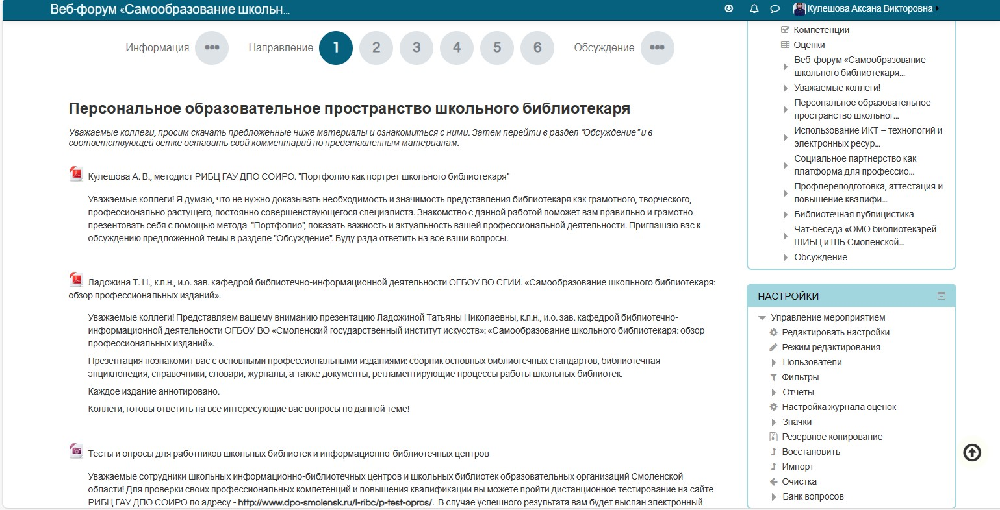 Веб-форум «Самообразование школьн...
Кулешова Аксана Викторовна
Информация
Направление 1 2 3 4 5 6
Обсуждение
Персональное образовательное пространство школьного библиотекаря
Уважаемые коллеги, просим скачать предложенные ниже материалы и ознакомиться с ними. Затем перейти в раздел "Обсуждение" и в
соответствующей ветке оставить свой комментарий по представленным материалам.
Кулешова А. В., методист РИБЦ ГАУ ДПО СОИРО. "Портфолио как портрет школьного библиотекаря"
Уважаемые коллеги! Я думаю, что не нужно доказывать необходимость и значимость представления библиотекаря как грамотного, творческого,
профессионально растущего, постоянно совершенствующегося специалиста. Знакомство с данной работой поможет вам правильно и грамотно
презентовать себя с помощью метода "Портфолио", показать важность и актуальность вашей профессиональной деятельности. Приглашаю вас к
обсуждению предложенной темы в разделе "Обсуждение". Буду рада ответить на все ваши вопросы.
Ладожина Т. Н., к.п.н., и.о. зав. кафедрой библиотечно-информационной деятельности ОГБОУ ВО СГИИ. «Самообразование школьного библиотекаря:
обзор профессиональных изданий».
Уважаемые коллеги! Представляем вашему вниманию презентацию Ладожиной Татьяны Николаевны, к.п.н., и.о. зав. кафедрой библиотечно-
информационной деятельности ОГБОУ ВО «Смоленский государственный институт искусств»: «Самообразование школьного библиотекаря: обзор
профессиональных изданий».
Презентация познакомит вас с основными профессиональными изданиями: сборник основных библиотечных стандартов, библиотечная
энциклопедия, справочники, словари, журналы, а также документы, регламентирующие процессы работы школьных библиотек.
Каждое издание аннотировано.
Коллеги, готовы ответить на все интересующие вас вопросы по данной теме!
Тесты и опросы для работников школьных библиотек и информационно-библиотечных центров
Уважаемые сотрудники школьных информационно-библиотечных центров и школьных библиотек образовательных организаций Смоленской
области! Для проверки своих профессиональных компетенций и повышения квалификации вы можете пройти дистанционное тестирование на сайте
РИБЦ ГАУ ДПО СОИРО по адресу - http://www.dpo-smolensk.ru/l-ribc/p-test-opros/. В случае успешного результата вам будет выслан электронный
Компетенции
Оценки
Веб-форум «Самообразование
школьного библиотекаря...
Уважаемые коллеги!
Персональное образовательное
пространство школьног...
Использование ИКТ – технологий и
электронных ресур...
Социальное партнерство как
платформа для профессио...
Профпереподготовка, аттестация и
повышение квалифи...
Библиотечная публицистика
Чат-беседа «ОМО библиотекарей
ШИБЦ и ШБ Смоленской...
Обсуждение
НАСТРОЙКИ
Управление мероприятием
Редактировать настройки
Режим редактирования
Пользователи
Фильтры
Отчеты
Настройка журнала оценок
Значки
Резервное копирование
Восстановить
Импорт
Очистка
Банк вопросов